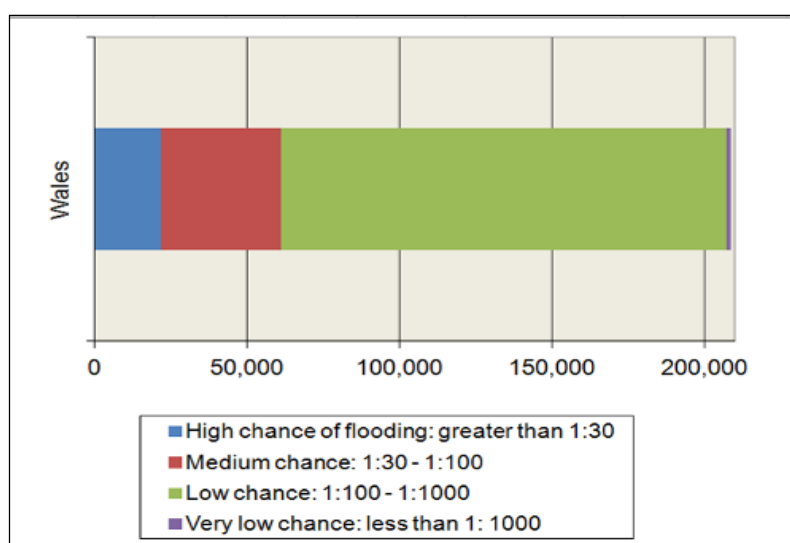 Wales
0 50,000 100,000 150,000 200,000
High chance of flooding: greater than 1:30
Medium chance: 1:30 - 1:100
Low chance: 1:100 - 1:1000
Very low chance: less than 1: 1000